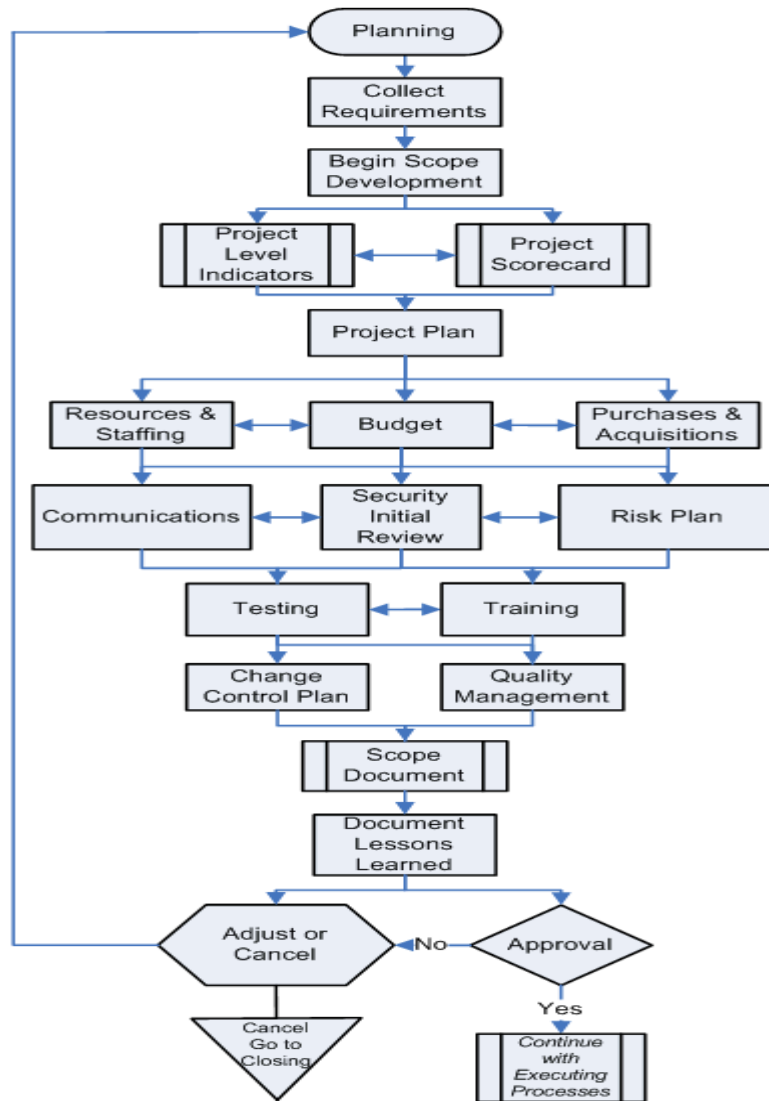 Planning
Collect
Requirements
Begin Scope
Development
Project
Level
Indicators
Project
Scorecard
Project Plan
Resources &
Staffing
Budget
Purchases &
Acquisitions
Communications
Security
Initial
Review
Risk Plan
Testing
Training
Change
Control Plan
Quality
Management
Scope
Document
Document
Lessons
Learned
Adjust or
Cancel
No
Approval
Yes
Cancel
Go to
Closing
Continue
with
Executing
Processes